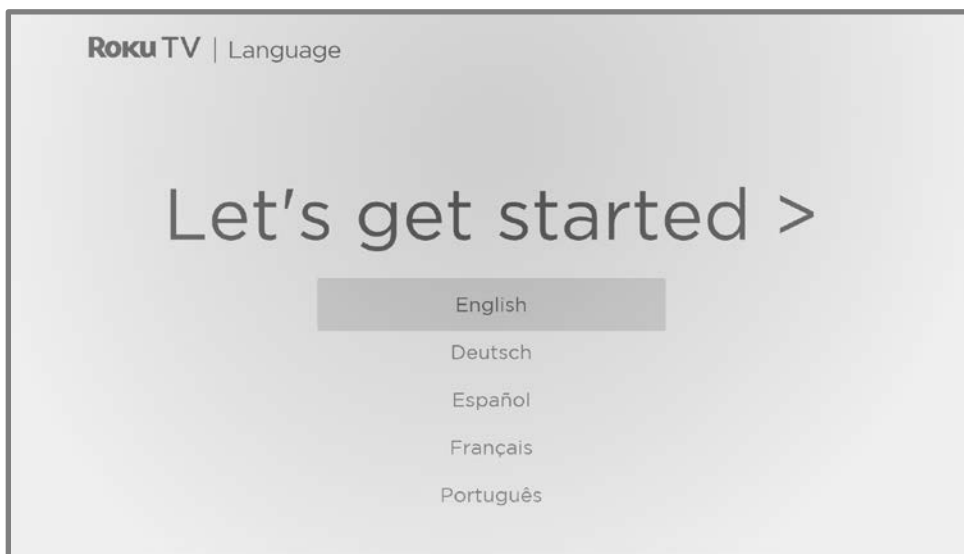 Roku TV | Language
Let's get started >
English
Deutsch
Español
Français
Português